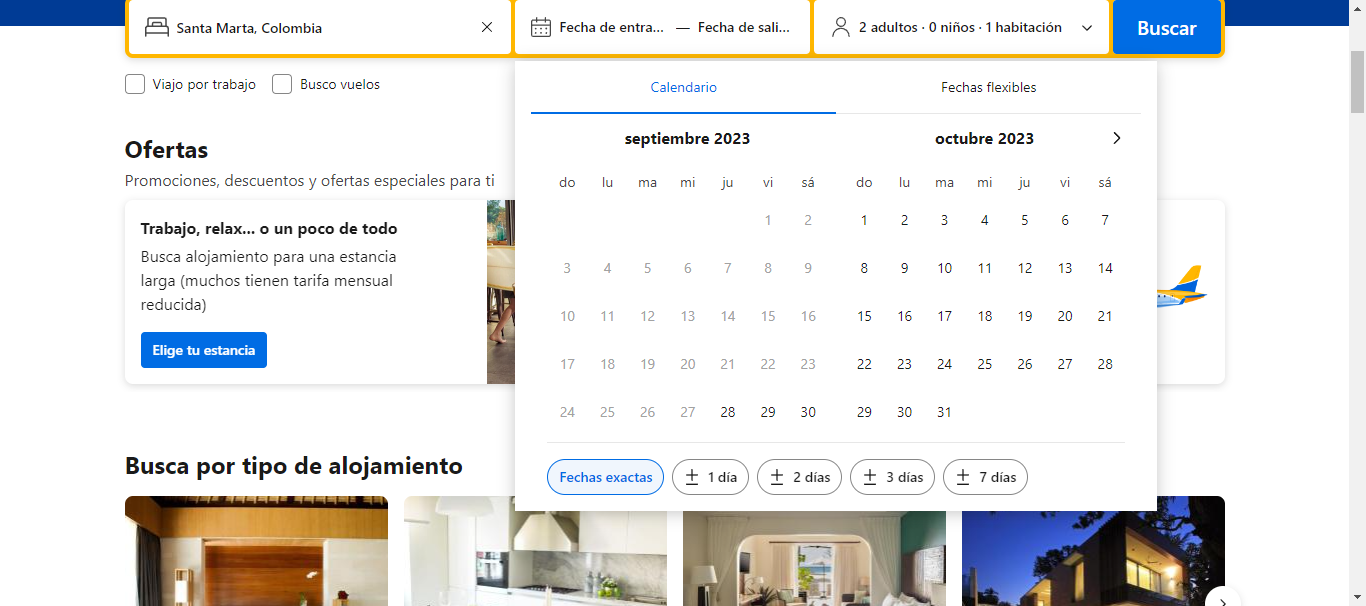 Santa Marta, Colombia
Fecha de entra... — Fecha de sali...
2 adultos · 0 niños · 1 habitación
Buscar
Viajo por trabajo
Busco vuelos
Calendario
Fechas flexibles
septiembre 2023
do lu ma mi ju vi sá
1 2
3 4 5 6 7 8 9
10 11 12 13 14 15 16
17 18 19 20 21 22 23
24 25 26 27 28 29 30
octubre 2023
do lu ma mi ju vi sá
1 2 3 4 5 6 7
8 9 10 11 12 13 14
15 16 17 18 19 20 21
22 23 24 25 26 27 28
29 30 31
Fechas exactas
± 1 día
± 2 días
± 3 días
± 7 días
Ofertas
Promociones, descuentos y ofertas especiales para ti
Trabajo, relax... o un poco de todo
Busca alojamiento para una estancia
larga (muchos tienen tarifa mensual
reducida)
Elige tu estancia
Busca por tipo de alojamiento